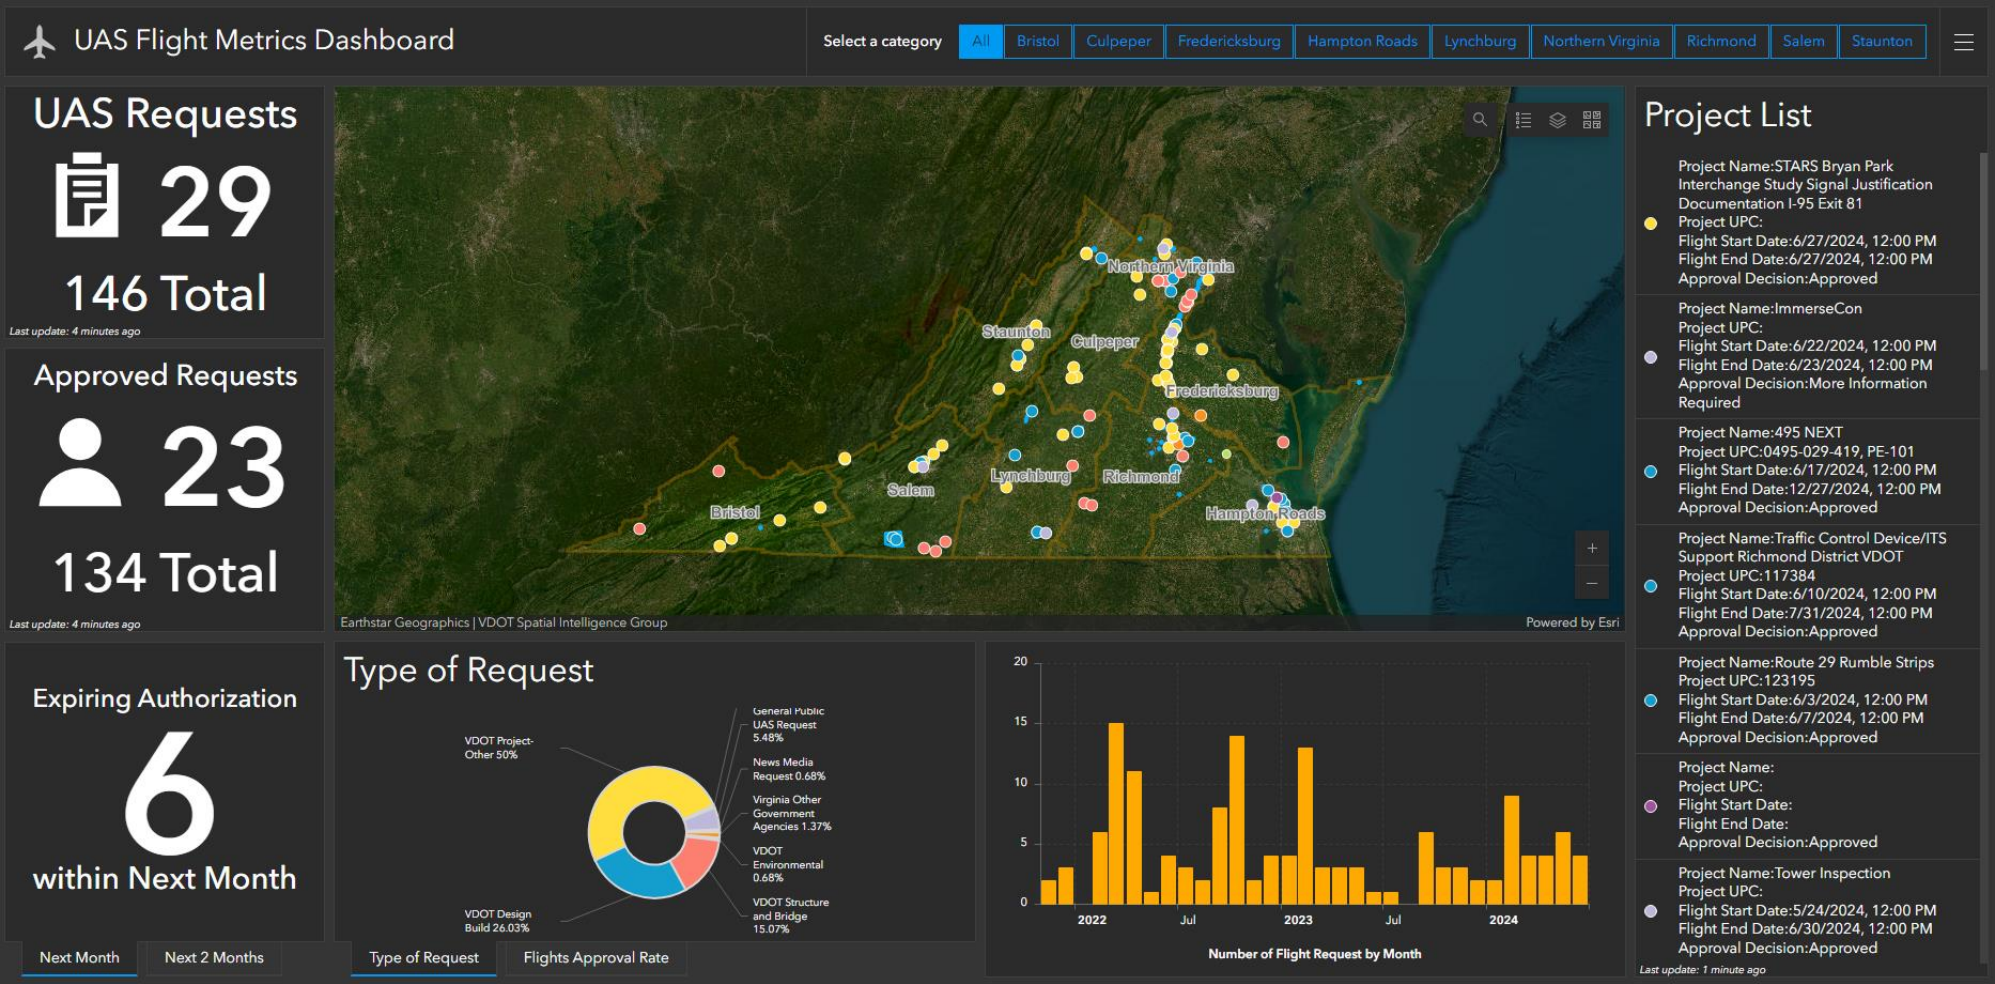 UAS Flight Metrics Dashboard
Select a category
All
Bristol
Culpeper
Fredericksburg
Hampton Roads
Lynchburg
Northern Virginia
Richmond
Salem
Staunton
UAS Requests
29
146 Total
Last update: 4 minutes ago
Approved Requests
23
134 Total
Last update: 4 minutes ago
Expiring Authorization
6
within Next Month
Next Month
Next 2 Months
Northern Virginia
Staunton
Culpeper
Fredericksburg
Lynchburg
Richmond
Salem
Bristol
Hampton Roads
+
−
Earthstar Geographics | VDOT Spatial Intelligence Group
Powered by Esri
Type of Request
VDOT Project-
Other 50%
VDOT Design
Build 26.03%
General Public
UAS Request
5.48%
News Media
Request 0.68%
Virginia Other
Government
Agencies 1.37%
VDOT
Environmental
0.68%
VDOT Structure
and Bridge
15.07%
Type of Request
Flights Approval Rate
20
15
10
5
0
2022
Jul
2023
Jul
2024
Number of Flight Request by Month
Project List
Project Name:STARS Bryan Park
Interchange Study Signal Justification
Documentation I-95 Exit 81
Project UPC:
Flight Start Date:6/27/2024, 12:00 PM
Flight End Date:6/27/2024, 12:00 PM
Approval Decision:Approved
Project Name:ImmerseCon
Project UPC:
Flight Start Date:6/22/2024, 12:00 PM
Flight End Date:6/23/2024, 12:00 PM
Approval Decision:More Information
Required
Project Name:495 NEXT
Project UPC:0495-029-419, PE-101
Flight Start Date:6/17/2024, 12:00 PM
Flight End Date:12/27/2024, 12:00 PM
Approval Decision:Approved
Project Name:Traffic Control Device/ITS
Support Richmond District VDOT
Project UPC:117384
Flight Start Date:6/10/2024, 12:00 PM
Flight End Date:7/31/2024, 12:00 PM
Approval Decision:Approved
Project Name:Route 29 Rumble Strips
Project UPC:123195
Flight Start Date:6/3/2024, 12:00 PM
Flight End Date:6/7/2024, 12:00 PM
Approval Decision:Approved
Project Name:
Project UPC:
Flight Start Date:
Flight End Date:
Approval Decision:Approved
Project Name:Tower Inspection
Project UPC:
Flight Start Date:5/24/2024, 12:00 PM
Flight End Date:6/30/2024, 12:00 PM
Approval Decision:Approved
Last update: 1 minute ago